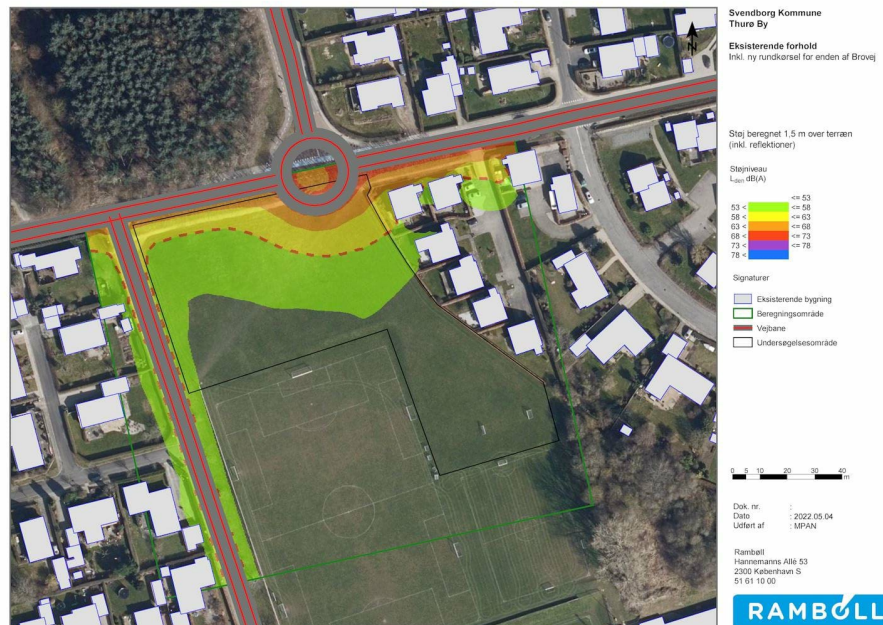 Svendborg Kommune
Thurø By
Eksisterende forhold
Inkl. ny rundkørsel for enden af Brovej
N
Støj beregnet 1,5 m over terræn
(inkl. reflektioner)
Støjniveau
Lden dB(A)
<= 53
53 < <= 58
58 < <= 63
63 < <= 68
68 < <= 73
73 < <= 78
78 <
Signaturer
Eksisterende bygning
Beregningsområde
Vejbane
Undersøgelsesområde
0 5 10 20 30 40
m
Dok. nr. :
Dato : 2022.05.04
Udført af : MPAN
Rambøll
Hannemanns Allé 53
2300 København S
51 61 10 00
RAMBOLL